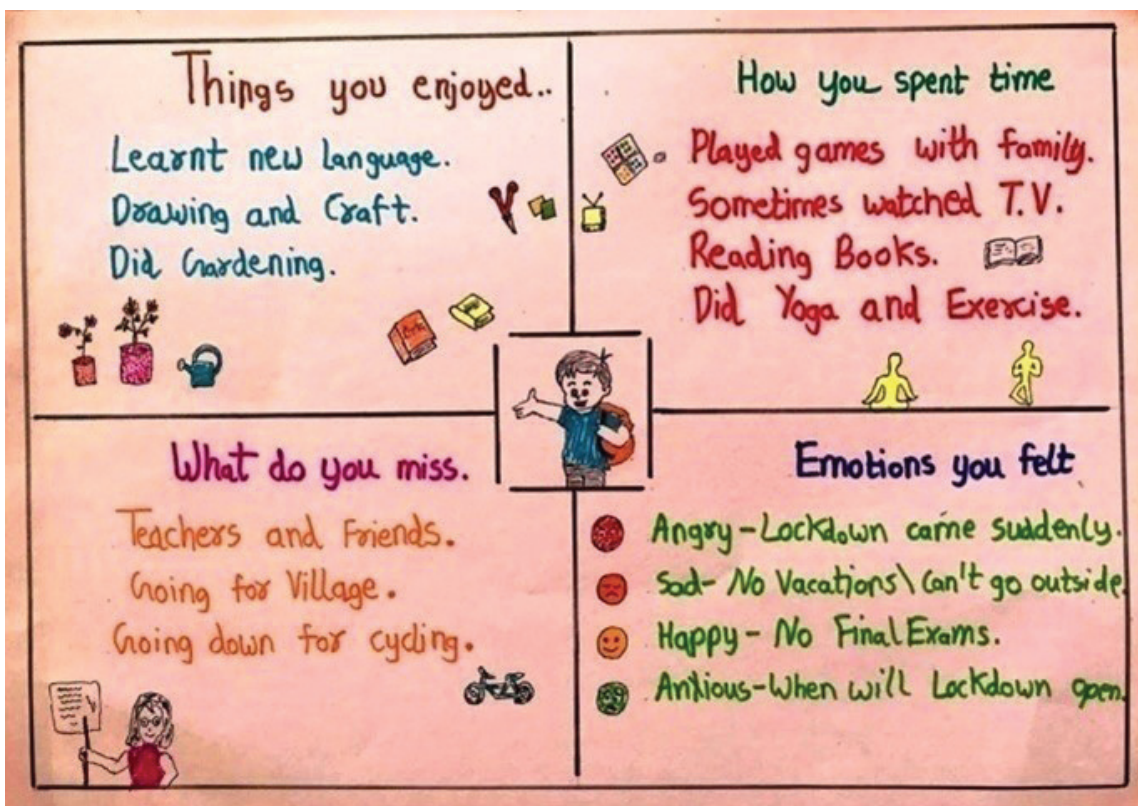 Things you enjoyed..
Learnt new language.
Drawing and Craft.
Did Gardening.
How you spent time
Played games with family.
Sometimes watched T.V.
Reading Books.
Did Yoga and Exercise.
What do you miss.
Teachers and Friends.
Going for Village.
Going down for cycling.
Emotions you felt
Angry - Lockdown came suddenly.
Sad - No Vacations\ Can't go outside.
Happy - No Final Exams.
Anxious - When will Lockdown open.